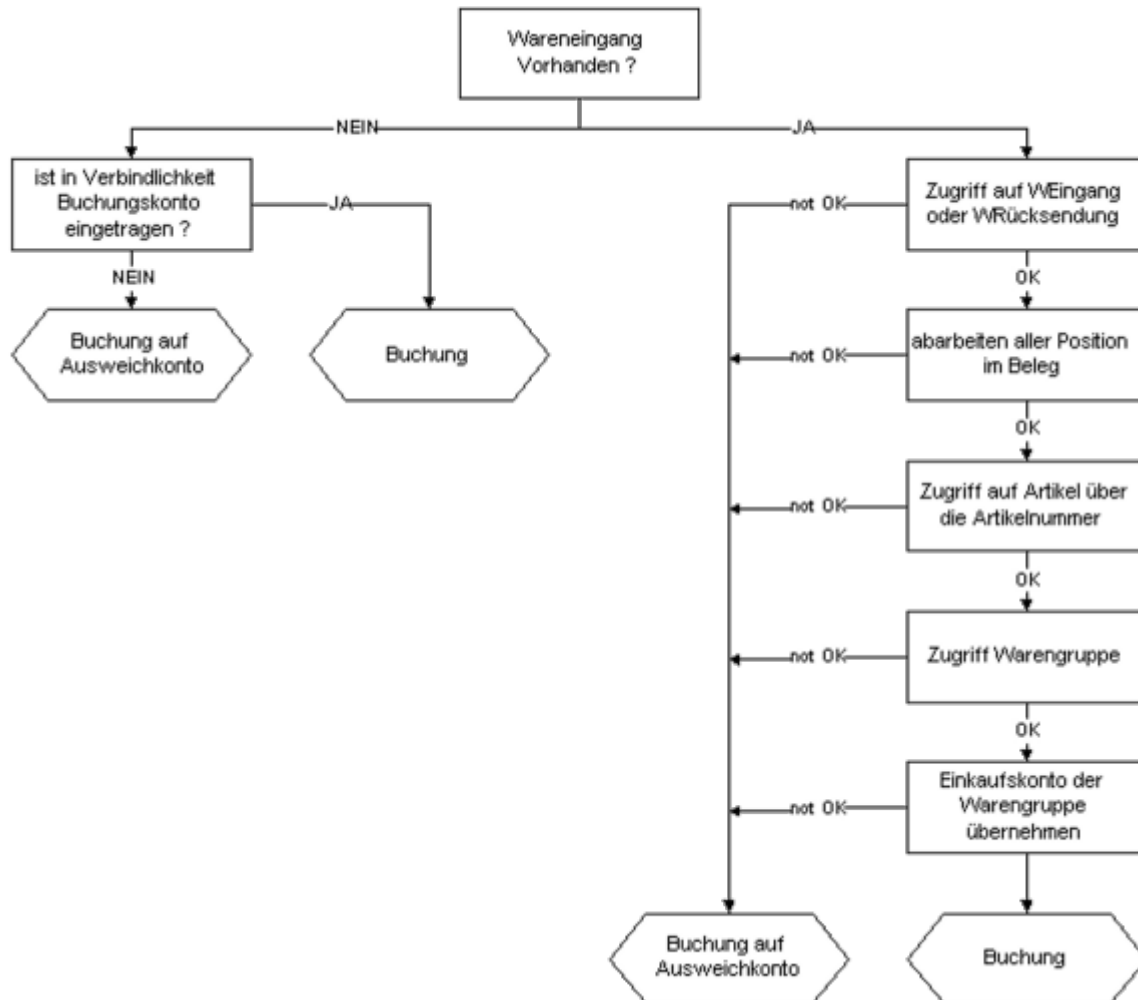 Wareneingang
Vorhanden ?
NEIN
JA
ist in Verbindlichkeit
Buchungskonto
eingetragen ?
JA
not OK
Zugriff auf WEingang
oder WRücksendung
NEIN
OK
Buchung auf
Ausweichkonto
Buchung
not OK
abarbeiten aller Position
im Beleg
OK
not OK
Zugriff auf Artikel über
die Artikelnummer
OK
not OK
Zugriff Warengruppe
OK
not OK
Einkaufskonto der
Warengruppe
übernehmen
Buchung auf
Ausweichkonto
Buchung